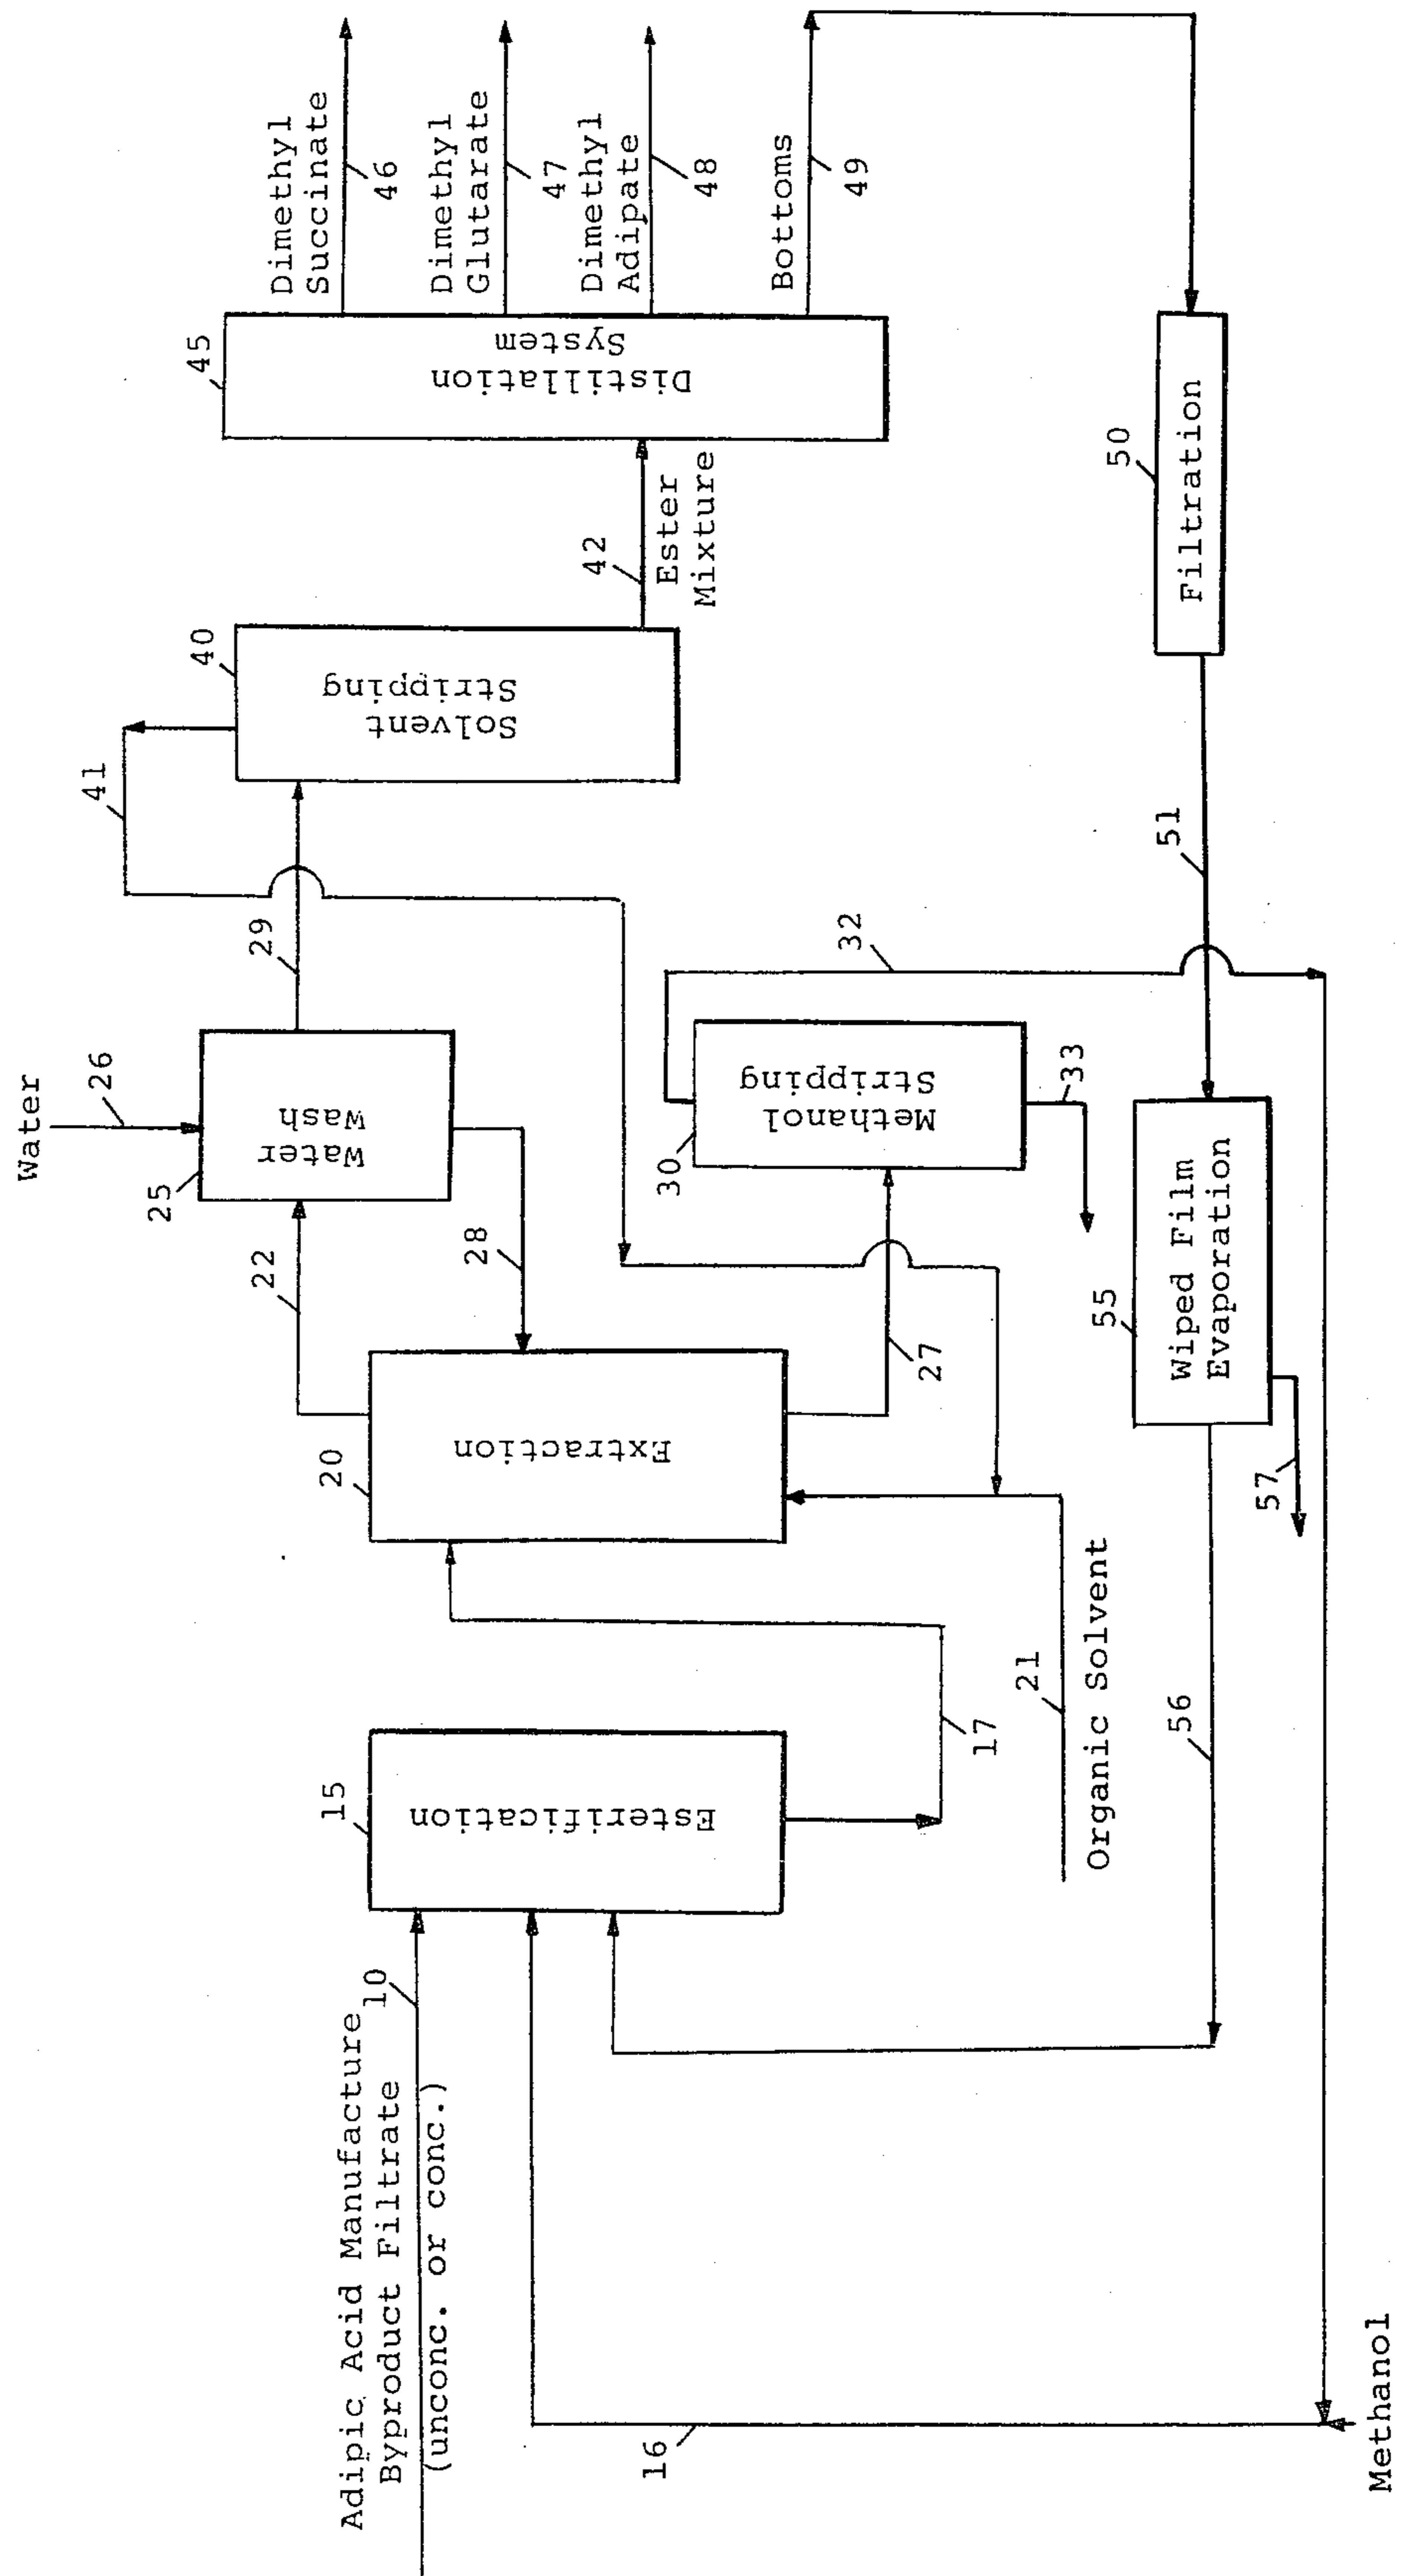 Adipic Acid Manufacture
Byproduct Filtrate
(unconc. or conc.)
10
16
Methanol
15
Esterification
17
56
21
Organic Solvent
20
Extraction
22
28
27
Water
26
25
Water
Wash
29
30
Methanol
Stripping
32
33
55
Wiped Film
Evaporation
57
41
40
Solvent
Stripping
42
Ester
Mixture
51
50
Filtration
45
Distillation
System
Dimethyl
Succinate
46
Dimethyl
Glutarate
47
Dimethyl
Adipate
48
Bottoms
49